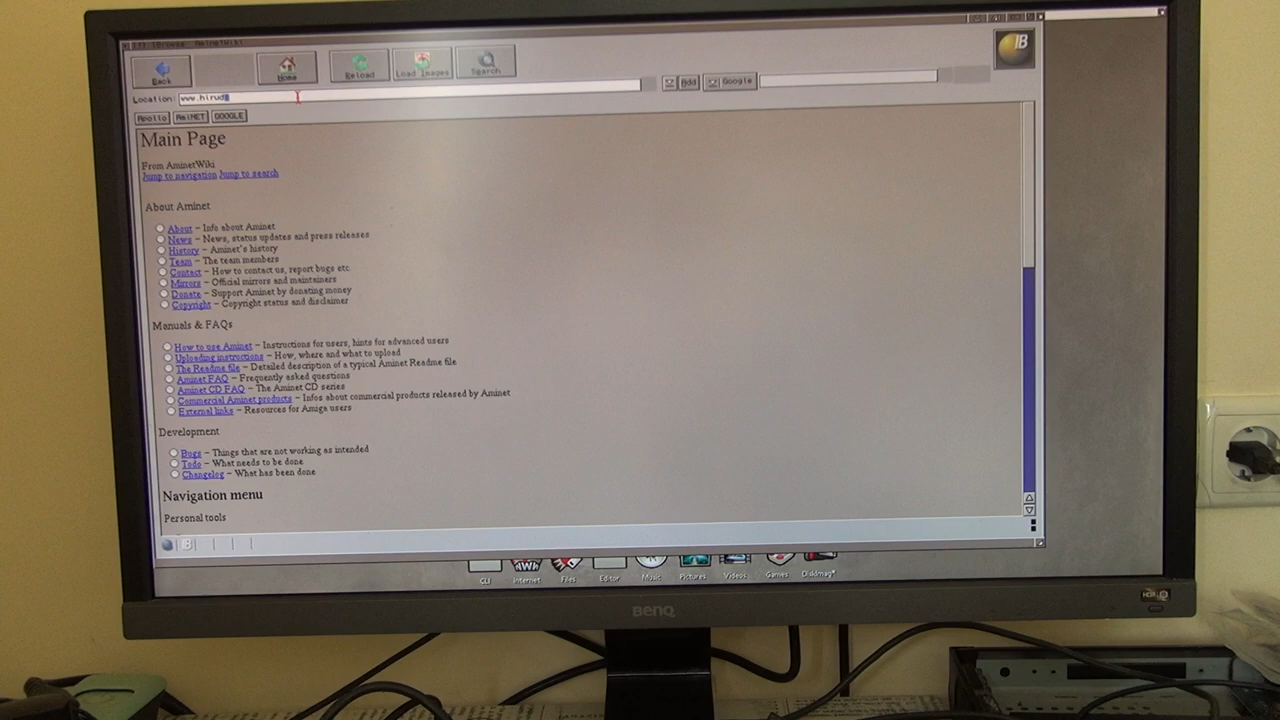 IBrowse: AminetWiki
IB
Back
Home
Reload
Load Images
Search
Location: www.hirud
Add
Google
Apollo
AmiNET
GOOGLE
Main Page
From AminetWiki
Jump to navigation Jump to search
About Aminet
About – Info about Aminet
News – News, status updates and press releases
History – Aminet's history
Team – The team members
Contact – How to contact us, report bugs etc
Mirrors – Official mirrors and maintainers
Donate – Support Aminet by donating money
Copyright – Copyright status and disclaimer
Manuals & FAQs
How to use Aminet – Instructions for users, hints for advanced users
Uploading instructions – How, where and what to upload
The Readme file – Detailed description of a typical Aminet Readme file
Aminet FAQ – Frequently asked questions
Aminet CD FAQ – The Aminet CD series
Commercial Aminet products – Infos about commercial products released by Aminet
External links – Resources for Amiga users
Development
Bugs – Things that are not working as intended
Todo – What needs to be done
Changelog – What has been done
Navigation menu
Personal tools
CLI
Internet
Files
Editor
Music
Pictures
Videos
Games
Diskmag*
BenQ
HDR